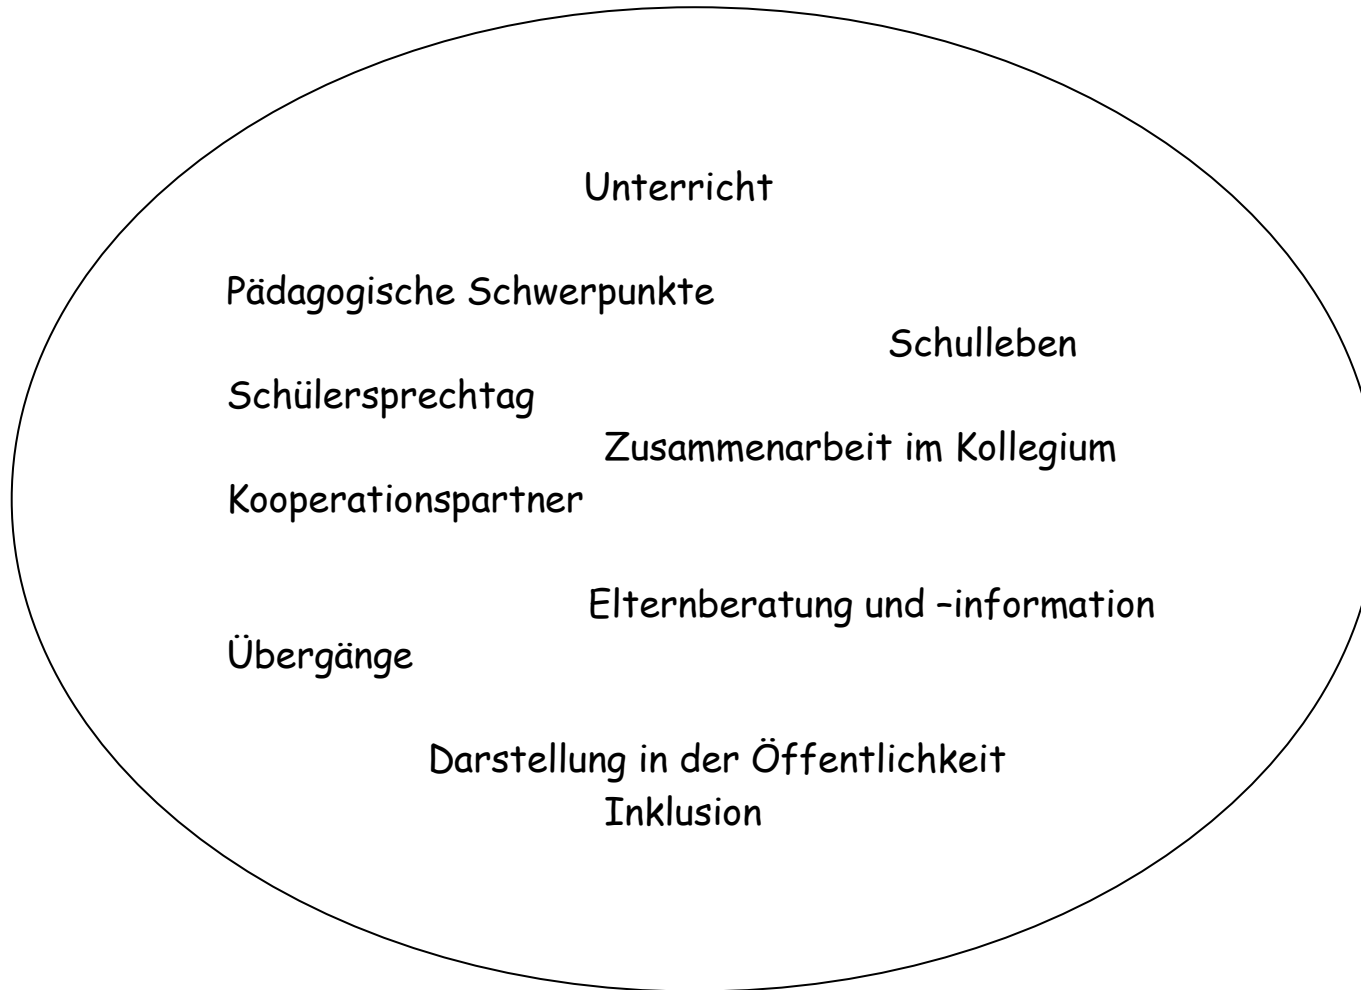 Unterricht
Pädagogische Schwerpunkte
Schulleben
Schülersprechtag
Zusammenarbeit im Kollegium
Kooperationspartner
Elternberatung und –information
Übergänge
Darstellung in der Öffentlichkeit
Inklusion